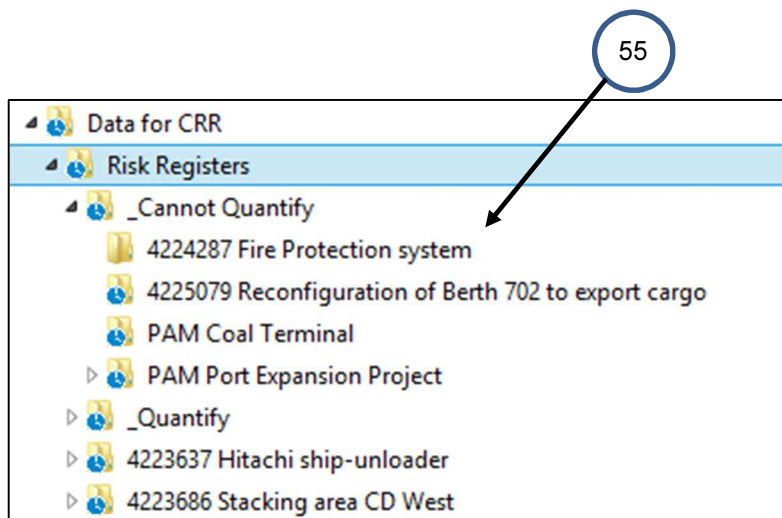 55
Data for CRR
Risk Registers
_Cannot Quantify
4224287 Fire Protection system
4225079 Reconfiguration of Berth 702 to export cargo
PAM Coal Terminal
PAM Port Expansion Project
_Quantify
4223637 Hitachi ship-unloader
4223686 Stacking area CD West